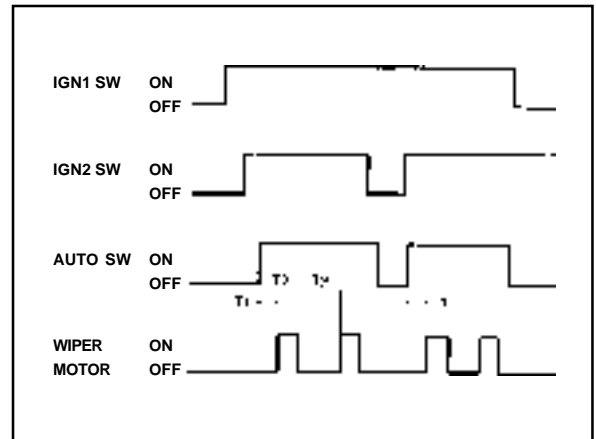 IGN1 SW ON
OFF
IGN2 SW ON
OFF
AUTO SW ON
OFF
WIPER ON
MOTOR OFF